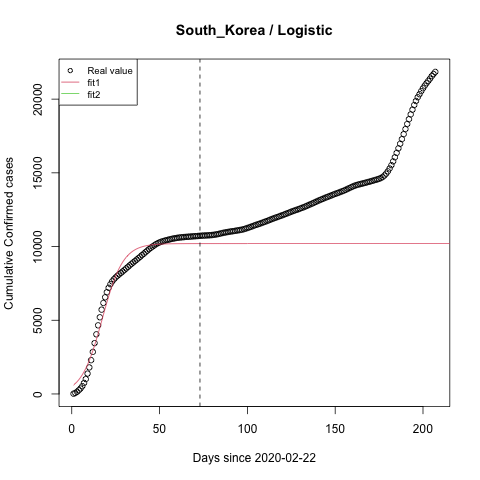 South_Korea / Logistic
Real value
fit1
fit2
Cumulative Confirmed cases
20000
15000
10000
5000
0
0 50 100 150 200
Days since 2020-02-22